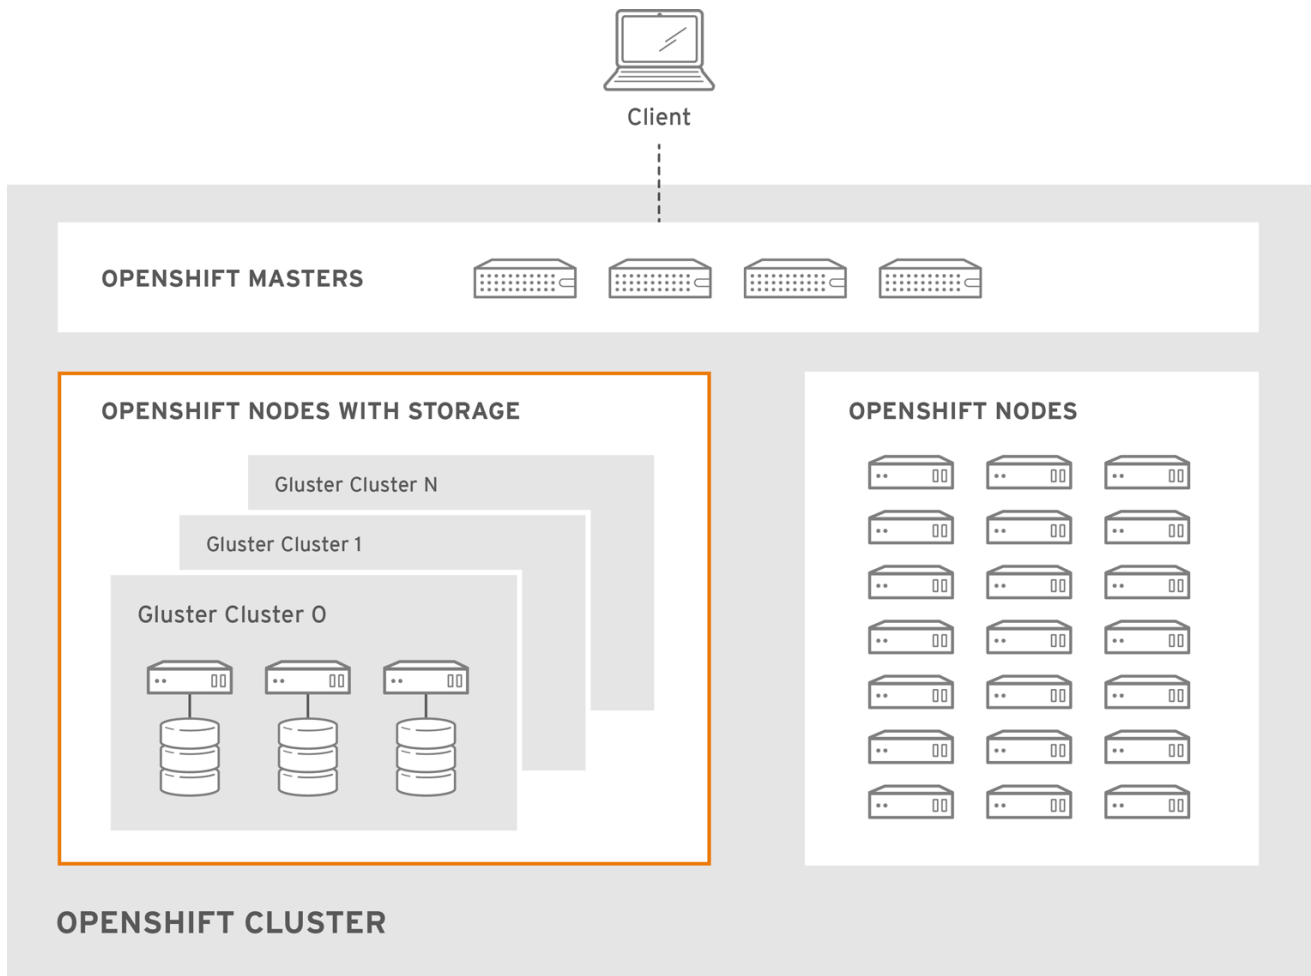 Client
OPENSHIFT MASTERS
OPENSHIFT NODES WITH STORAGE
Gluster Cluster N
Gluster Cluster 1
Gluster Cluster 0
OPENSHIFT NODES
OPENSHIFT CLUSTER